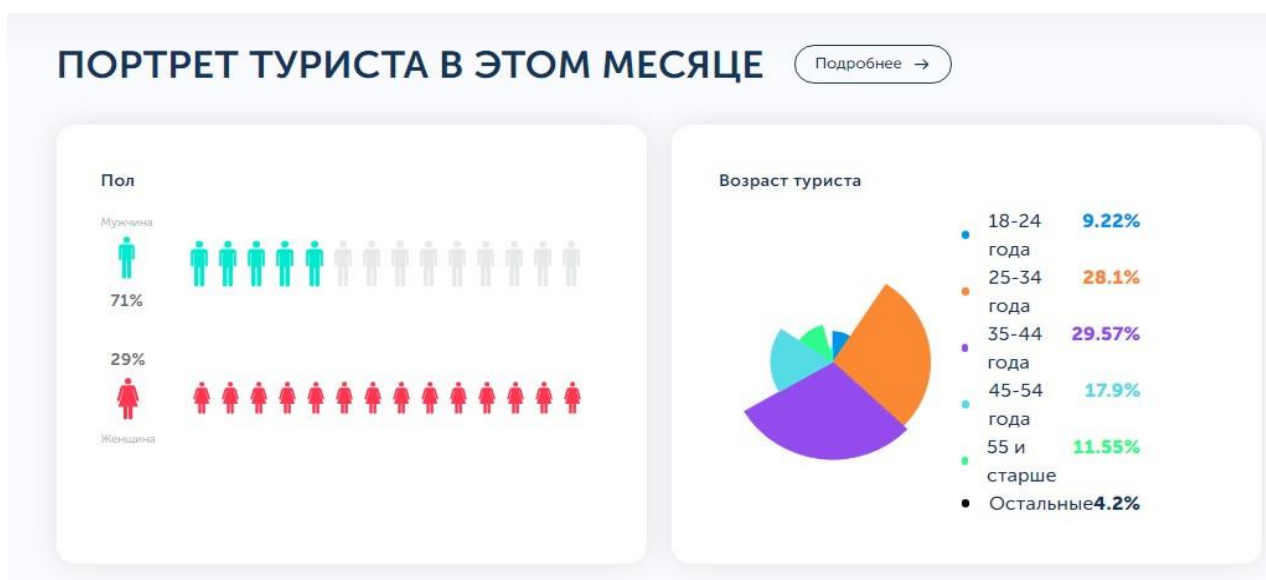 ПОРТРЕТ ТУРИСТА В ЭТОМ МЕСЯЦЕ
Подробнее →
Пол
Мужчина
71%
29%
Женщина
Возраст туриста
18-24 9.22%
года
25-34 28.1%
года
35-44 29.57%
года
45-54 17.9%
года
55 и 11.55%
старше
Остальные4.2%